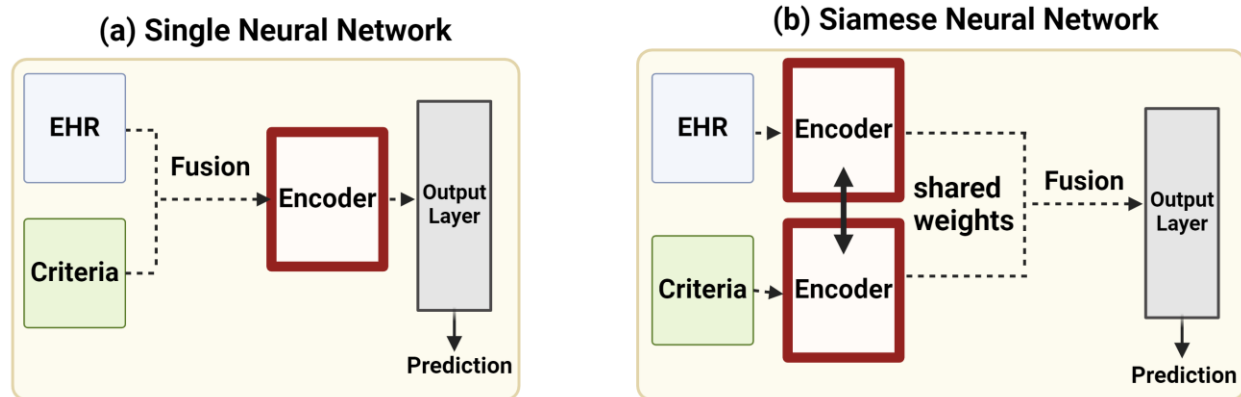 (a) Single Neural Network
EHR
Criteria
Fusion
Encoder
Output
Layer
Prediction
(b) Siamese Neural Network
EHR
Criteria
Encoder
shared
weights
Encoder
Fusion
Output
Layer
Prediction